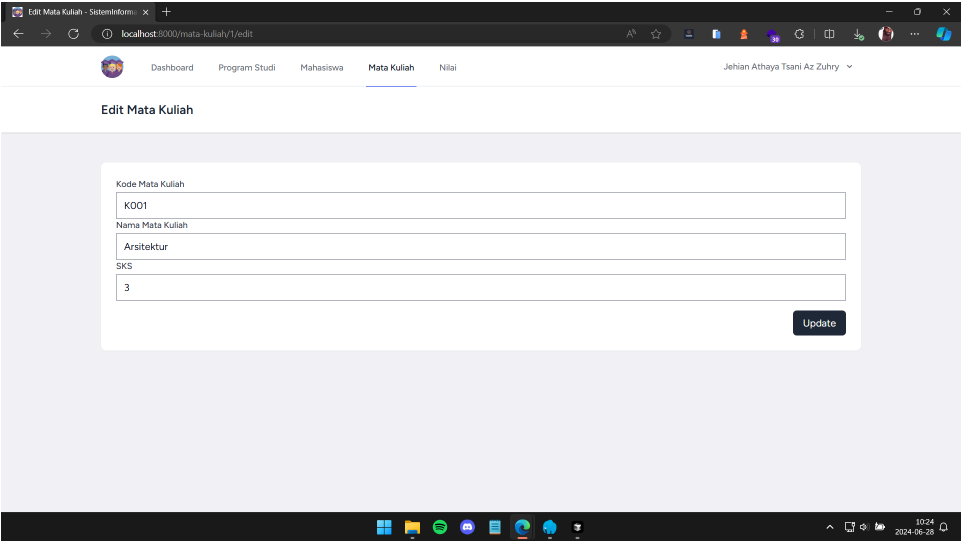 Edit Mata Kuliah - SistemInforma
localhost:8000/mata-kuliah/1/edit
30
Dashboard Program Studi Mahasiswa Mata Kuliah Nilai Jehian Athaya Tsani Az Zuhry
Edit Mata Kuliah
Kode Mata Kuliah
K001
Nama Mata Kuliah
Arsitektur
SKS
3
Update
10:24
2024-06-28